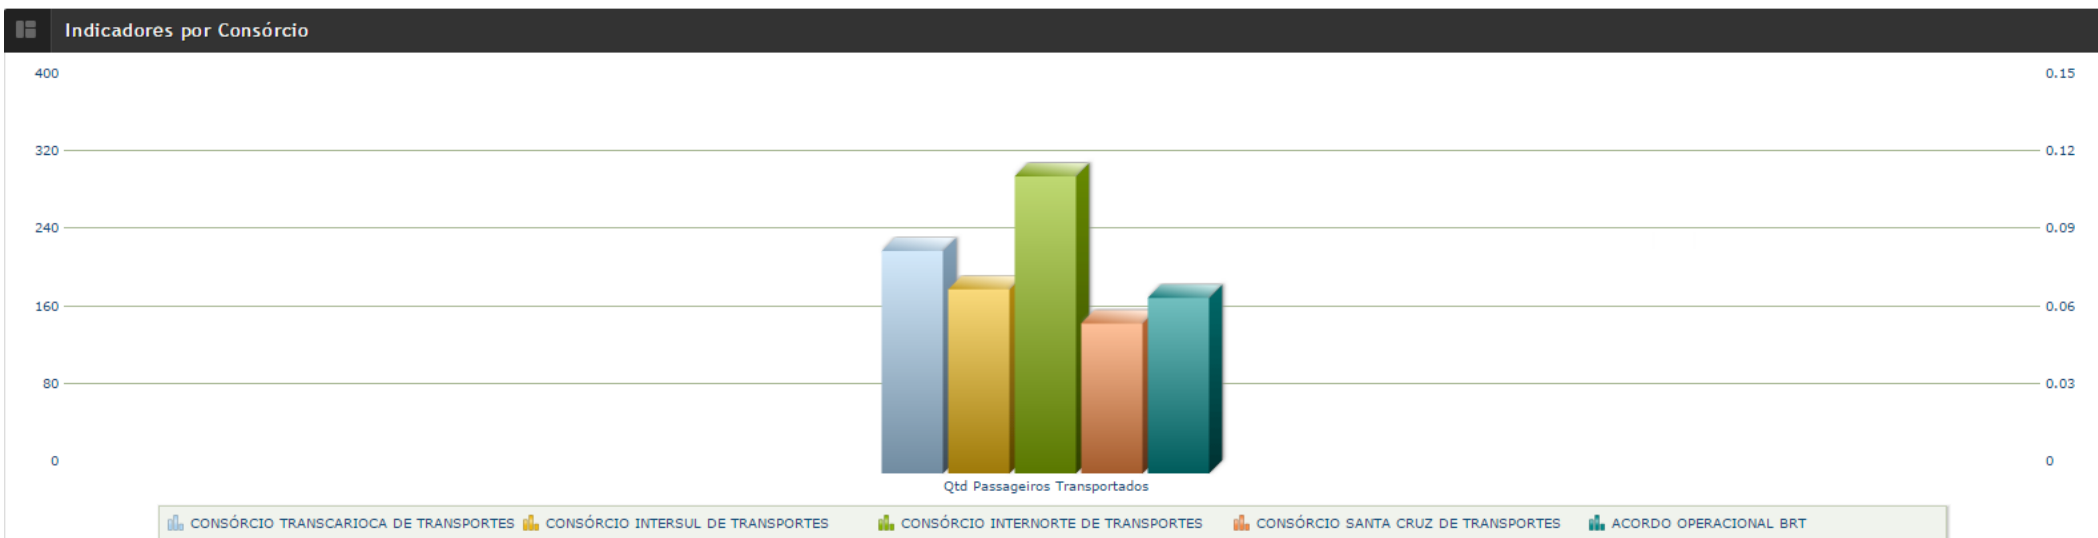 Indicadores por Consórcio
400 0.15
320 0.12
240 0.09
160 0.06
80 0.03
0 0
Qtd Passageiros Transportados
CONSÓRCIO TRANSCARIOCA DE TRANSPORTES CONSÓRCIO INTERSUL DE TRANSPORTES CONSÓRCIO INTERNORTE DE TRANSPORTES CONSÓRCIO SANTA CRUZ DE TRANSPORTES ACORDO OPERACIONAL BRT